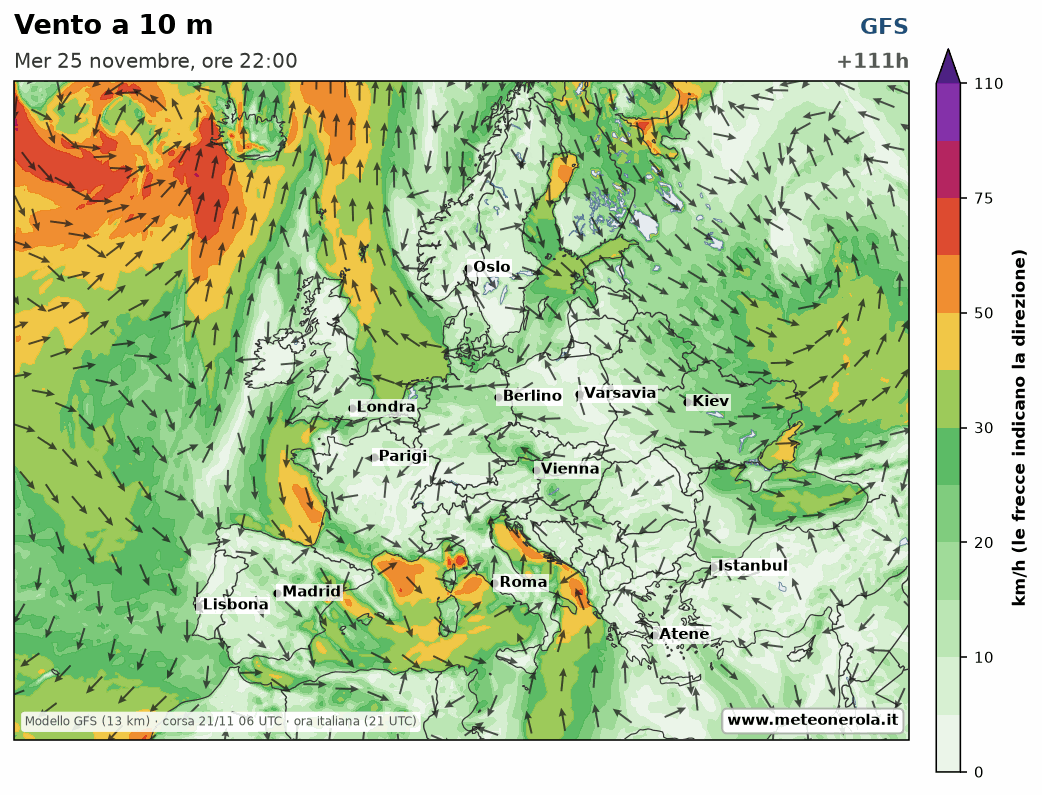 Vento a 10 m
GFS
Mer 25 novembre, ore 22:00
+111h
Oslo
Londra
Berlino
Varsavia
Kiev
Parigi
Vienna
Istanbul
Roma
Madrid
Lisbona
Atene
Modello GFS (13 km) · corsa 21/11 06 UTC · ora italiana (21 UTC)
www.meteonerola.it
110
75
50
30
20
10
0
km/h (le frecce indicano la direzione)